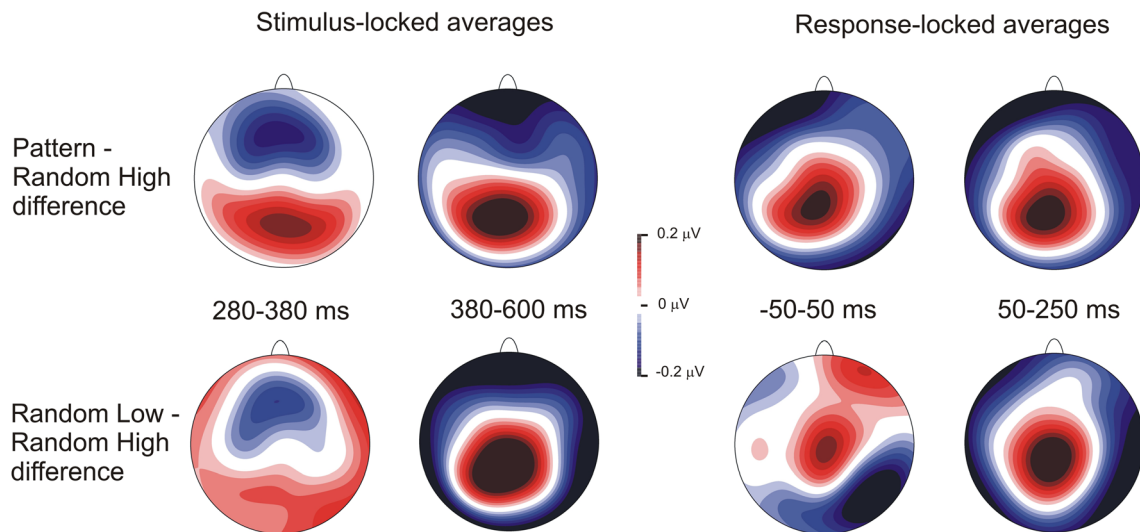 Stimulus-locked averages
Response-locked averages
Pattern -
Random High
difference
0.2 µV
0 µV
-0.2 µV
280-380 ms
380-600 ms
-50-50 ms
50-250 ms
Random Low -
Random High
difference